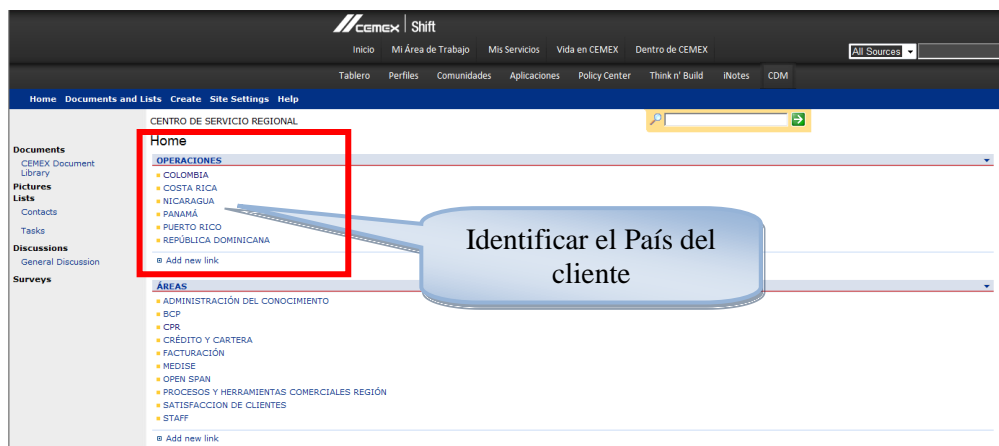 CEMEX Shift
Inicio Mi Área de Trabajo Mis Servicios Vida en CEMEX Dentro de CEMEX
All Sources
Tablero Perfiles Comunidades Aplicaciones Policy Center Think n' Build iNotes CDM
Home Documents and Lists Create Site Settings Help
CENTRO DE SERVICIO REGIONAL
Home
Documents
CEMEX Document
Library
Pictures
Lists
Contacts
Tasks
Discussions
General Discussion
Surveys
OPERACIONES
COLOMBIA
COSTA RICA
NICARAGUA
PANAMÁ
PUERTO RICO
REPÚBLICA DOMINICANA
Add new link
Identificar el País del
cliente
ÁREAS
ADMINISTRACIÓN DEL CONOCIMIENTO
BCP
CPR
CRÉDITO Y CARTERA
FACTURACIÓN
MEDISE
OPEN SPAN
PROCESOS Y HERRAMIENTAS COMERCIALES REGIÓN
SATISFACCION DE CLIENTES
STAFF
Add new link